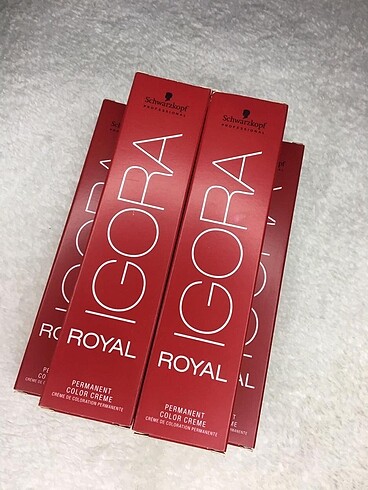 Schwarzkopf
PROFESSIONAL
IGORA
ROYAL
PERMANENT
COLOR CREME
CRÈME DE COLORATION PERMANENTE
Schwarzkopf
PROFESSIONAL
IGORA
ROYAL
PERMANENT
COLOR CREME
CRÈME DE COLORATION PERMANENTE